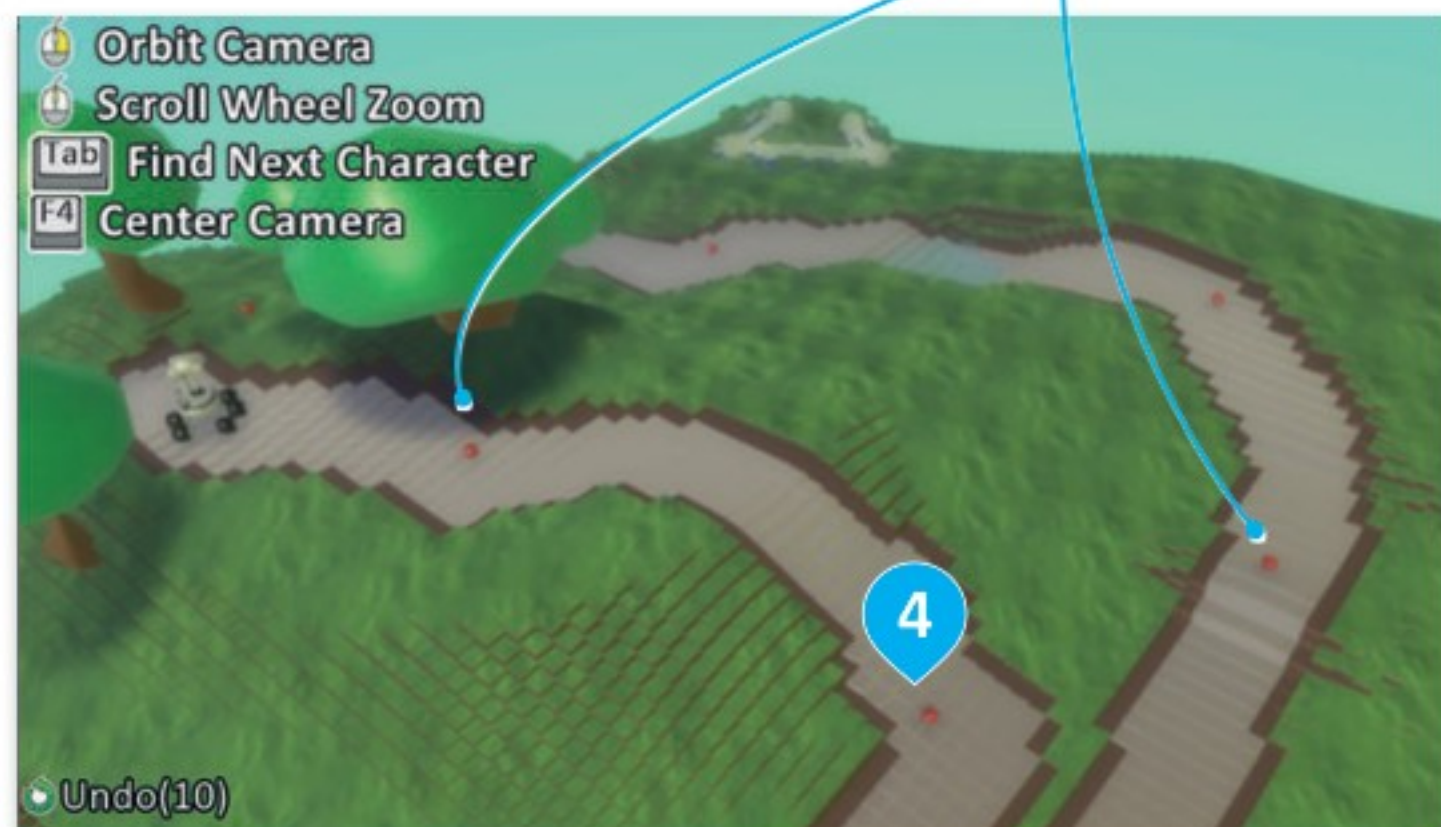 Orbit Camera
Scroll Wheel Zoom
Tab Find Next Character
F4 Center Camera
4
Undo(10)